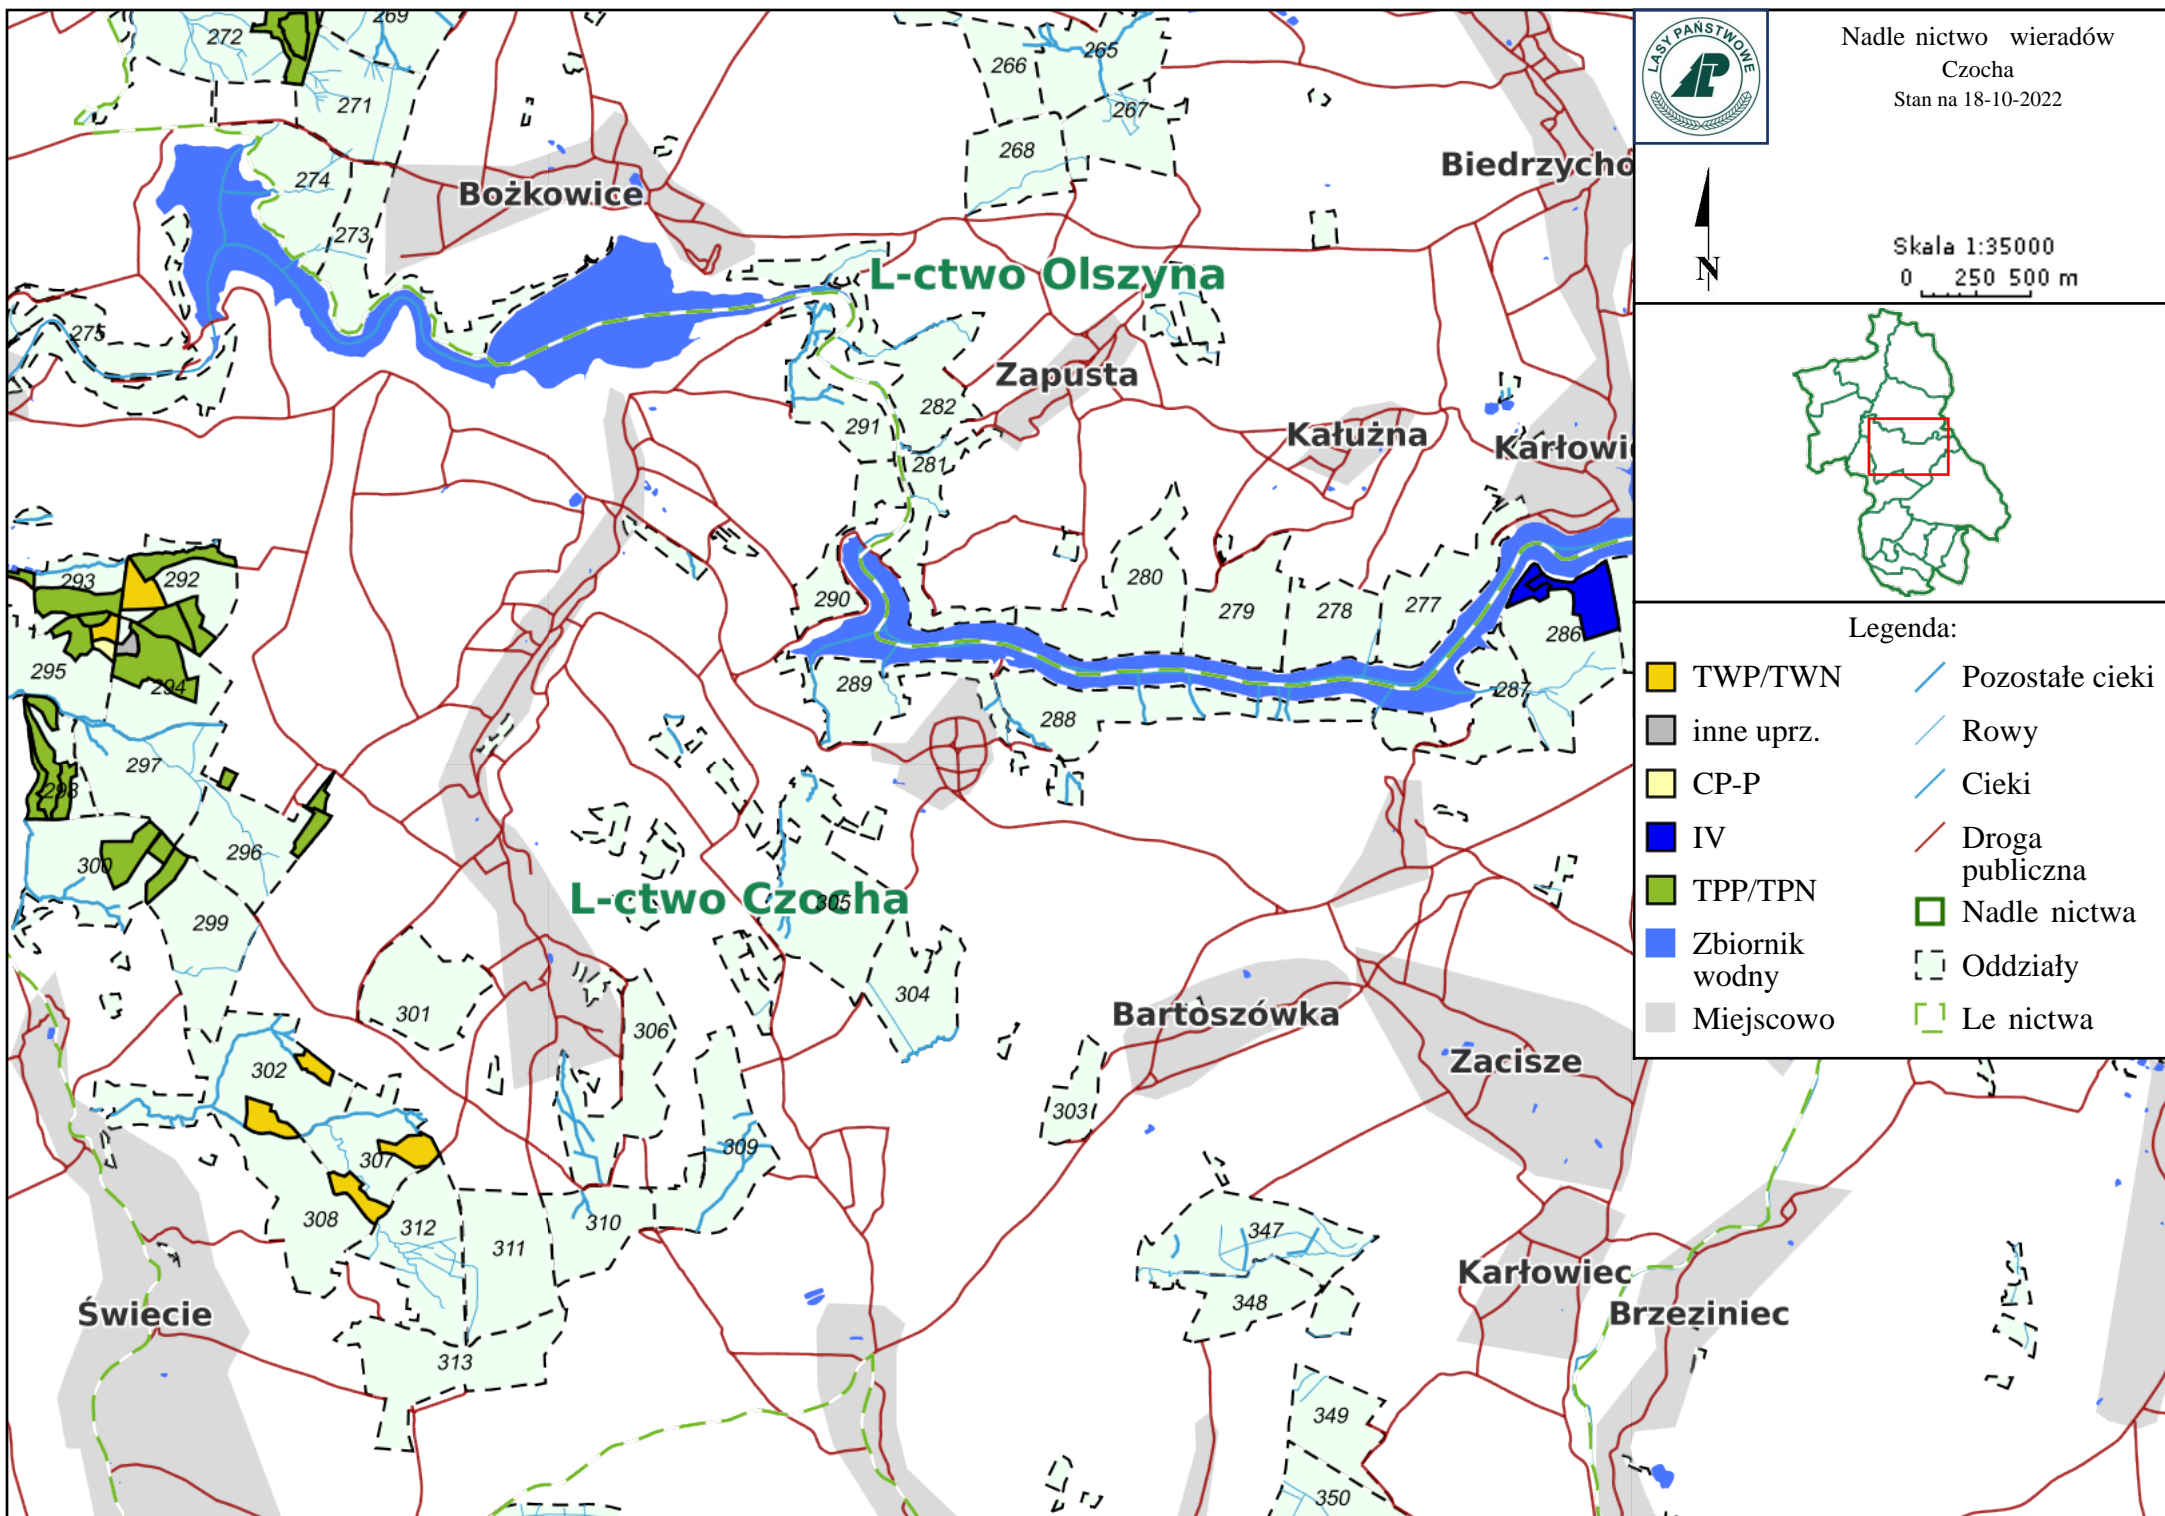 LASY PAŃSTWOWE
Nadle nictwo wieradów
Czocha
Stan na 18-10-2022
N
Skala 1:35000
0 250 500 m
Legenda:
TWP/TWN
inne uprz.
CP-P
IV
TPP/TPN
Zbiornik
wodny
Miejscowo
Pozostałe cieki
Rowy
Cieki
Droga
publiczna
Nadle nictwa
Oddziały
Le nictwa
269
272
271
265
266
267
268
Biedrzycho
274
Bożkowice
273
L-ctwo Olszyna
275
Zapusta
282
291
281
Kałużna
Karłowi
293
292
290
280
279
278
277
286
295
294
289
287
288
297
298
296
300
299
L-ctwo Czocha
305
304
301
306
Bartoszówka
Zacisze
302
303
309
307
308
312
311
310
347
348
Karłowiec
Brzeziniec
Świecie
313
349
350